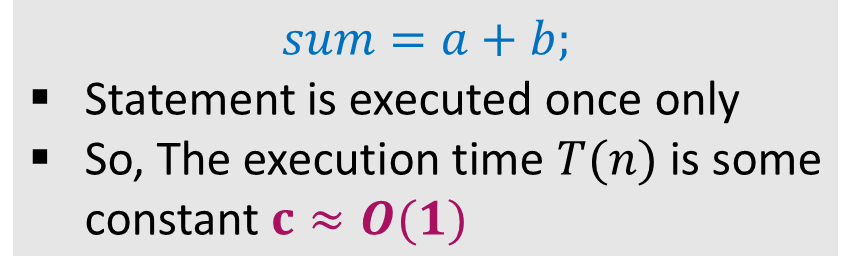 sum = a + b;
▪ Statement is executed once only
▪ So, The execution time T(n) is some
constant c ≈ O(1)